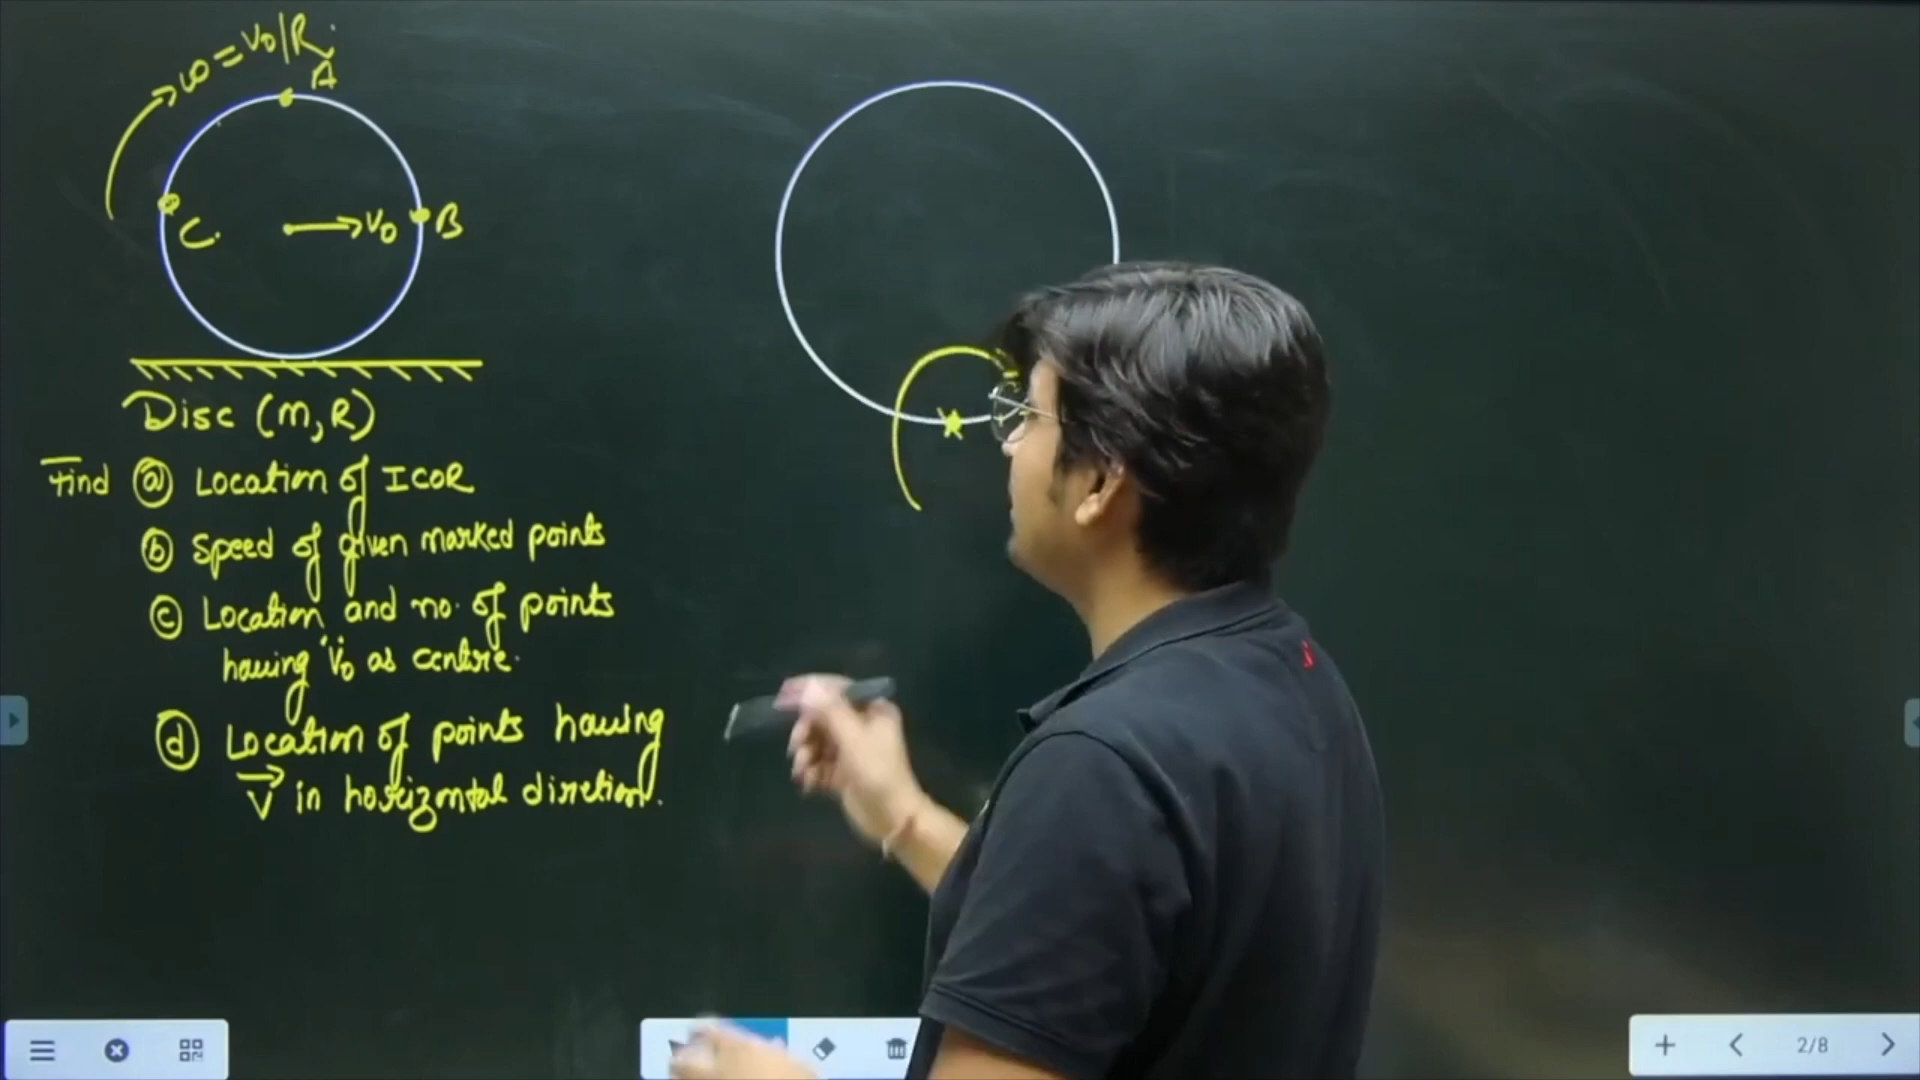 ω = V₀/R
A
C
V₀
B
Disc (M,R)
Find (a) Location of ICOR
(b) Speed of given marked points
(c) Location and no. of points
having "V₀" as centre.
(d) Location of points having
V⃗ in horizontal direction.
2/8